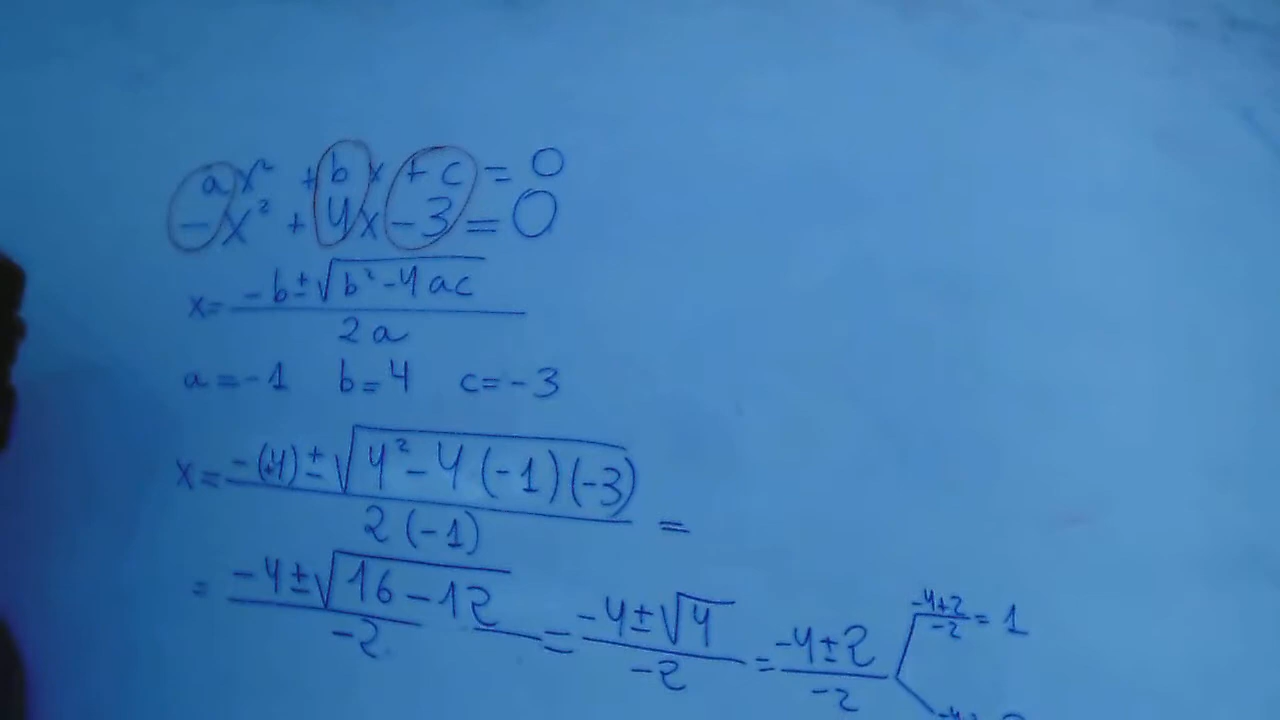 ax² + bx + c = 0
-x² + 4x - 3 = 0
x = (-b ± √(b² - 4ac)) / 2a
a = -1 b = 4 c = -3
x = (-(+4) ± √(4² - 4(-1)(-3))) / 2(-1) =
= (-4 ± √(16 - 12)) / -2 = (-4 ± √4) / -2 = (-4 ± 2) / -2
(-4 + 2) / -2 = 1